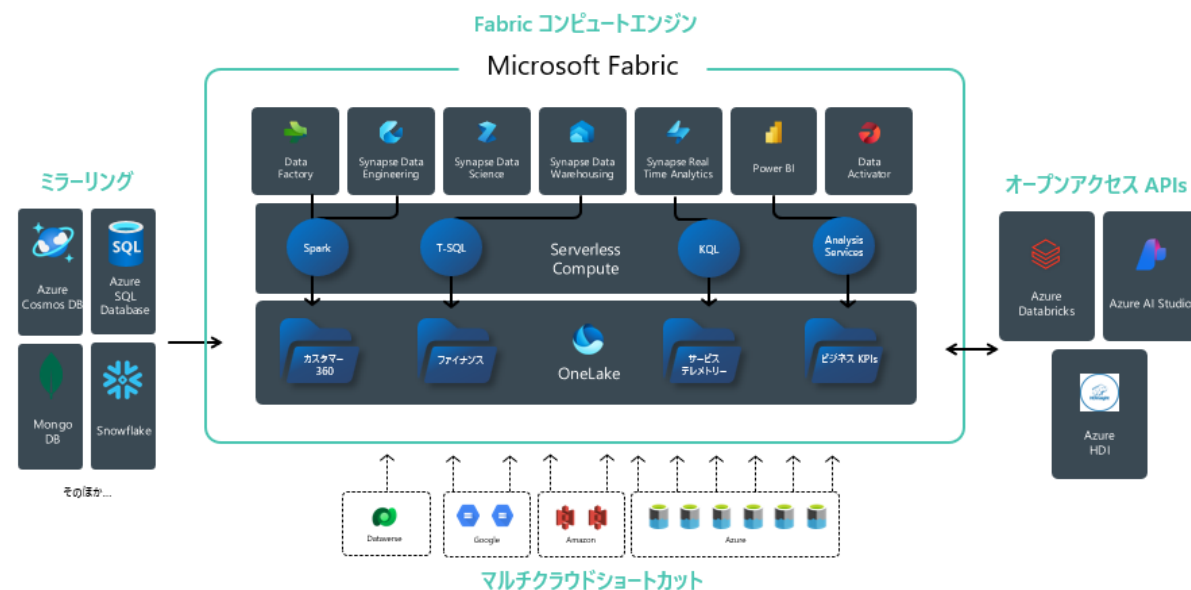 Fabric コンピュートエンジン
Microsoft Fabric
Data
Factory
Synapse Data
Engineering
Synapse Data
Science
Synapse Data
Warehousing
Synapse Real
Time Analytics
Power BI
Data
Activator
ミラーリング
Azure
Cosmos DB
SQL
Azure
SQL
Database
Mongo
DB
Snowflake
そのほか...
Spark
T-SQL
Serverless
Compute
KQL
Analysis
Services
カスタマー
360
ファイナンス
OneLake
サービス
テレメトリー
ビジネス KPIs
オープンアクセス APIs
Azure
Databricks
Azure AI Studio
Azure
HDI
Dataverse
Google
Amazon
Azure
マルチクラウドショートカット